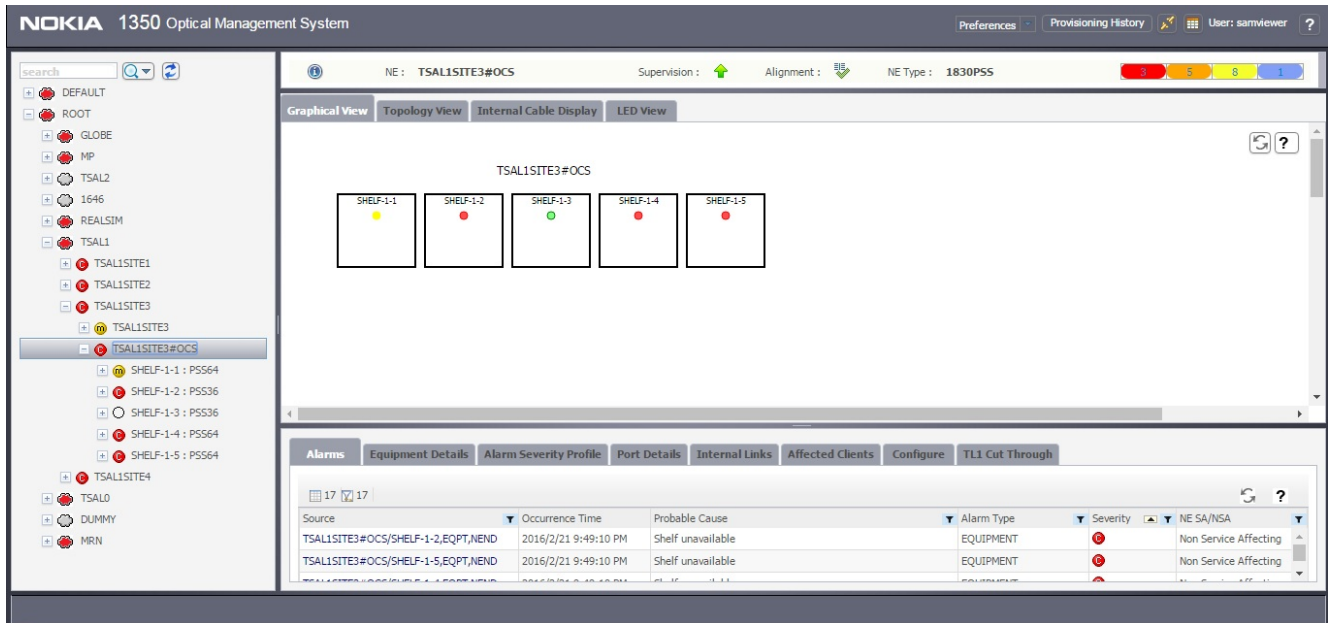 NOKIA 1350 Optical Management System
Preferences
Provisioning History
User: samviewer
?
search
DEFAULT
ROOT
GLOBE
MP
TSAL2
1646
REALSIM
TSAL1
TSAL1SITE1
TSAL1SITE2
TSAL1SITE3
m TSAL1SITE3
C TSAL1SITE3#OCS
m SHELF-1-1 : PSS64
C SHELF-1-2 : PSS36
SHELF-1-3 : PSS36
C SHELF-1-4 : PSS64
C SHELF-1-5 : PSS64
C TSAL1SITE4
TSAL0
DUMMY
MRN
NE : TSAL1SITE3#OCS Supervision : Alignment : NE Type : 1830PSS 3 5 8 1
Graphical View Topology View Internal Cable Display LED View
?
TSAL1SITE3#OCS
SHELF-1-1 SHELF-1-2 SHELF-1-3 SHELF-1-4 SHELF-1-5
Alarms Equipment Details Alarm Severity Profile Port Details Internal Links Affected Clients Configure TL1 Cut Through
17 17 ?
Source Occurrence Time Probable Cause Alarm Type Severity NE SA/NSA
TSAL1SITE3#OCS/SHELF-1-2,EQPT,NEND 2016/2/21 9:49:10 PM Shelf unavailable EQUIPMENT C Non Service Affecting
TSAL1SITE3#OCS/SHELF-1-5,EQPT,NEND 2016/2/21 9:49:10 PM Shelf unavailable EQUIPMENT C Non Service Affecting